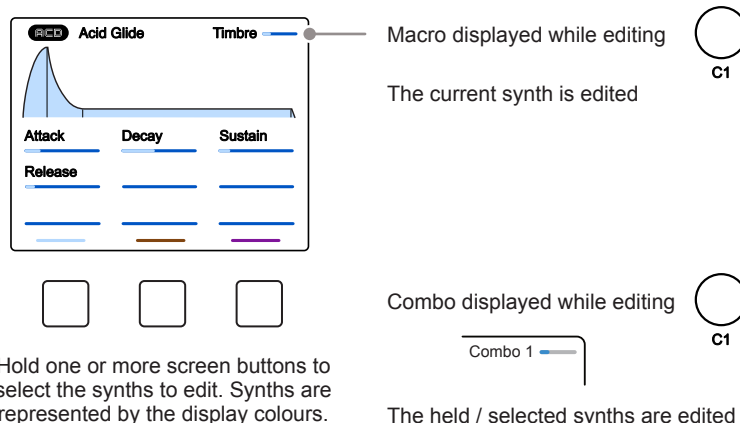 ACD Acid Glide Timbre
Attack Decay Sustain
Release
Macro displayed while editing
C1
The current synth is edited
Combo displayed while editing
C1
Combo 1
The held / selected synths are edited
Hold one or more screen buttons to
select the synths to edit. Synths are
represented by the display colours.